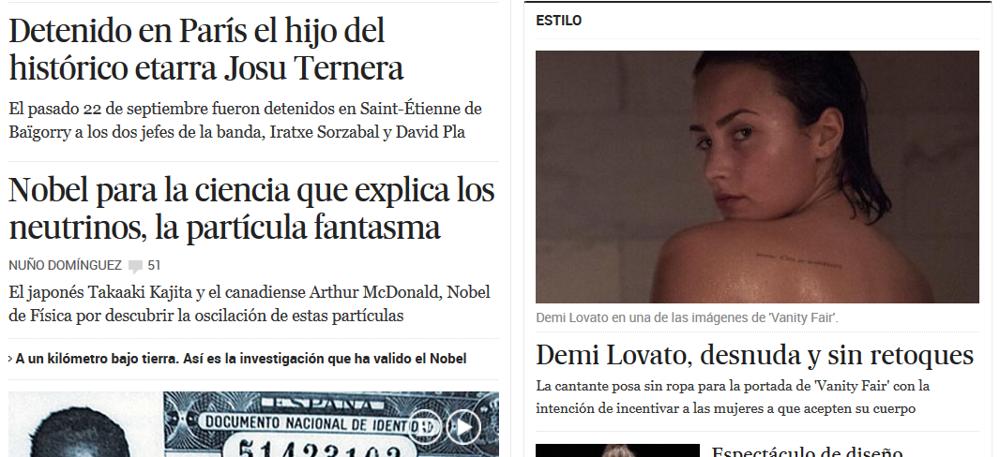 Detenido en París el hijo del
histórico etarra Josu Ternera
El pasado 22 de septiembre fueron detenidos en Saint-Étienne de
Baïgorry a los dos jefes de la banda, Iratxe Sorzabal y David Pla
Nobel para la ciencia que explica los
neutrinos, la partícula fantasma
NUÑO DOMÍNGUEZ 51
El japonés Takaaki Kajita y el canadiense Arthur McDonald, Nobel
de Física por descubrir la oscilación de estas partículas
› A un kilómetro bajo tierra. Así es la investigación que ha valido el Nobel
ESPAÑA
DOCUMENTO NACIONAL DE IDENTID
51423103
ESTILO
Demi Lovato en una de las imágenes de 'Vanity Fair'.
Demi Lovato, desnuda y sin retoques
La cantante posa sin ropa para la portada de 'Vanity Fair' con la
intención de incentivar a las mujeres a que acepten su cuerpo
Espectáculo de diseño